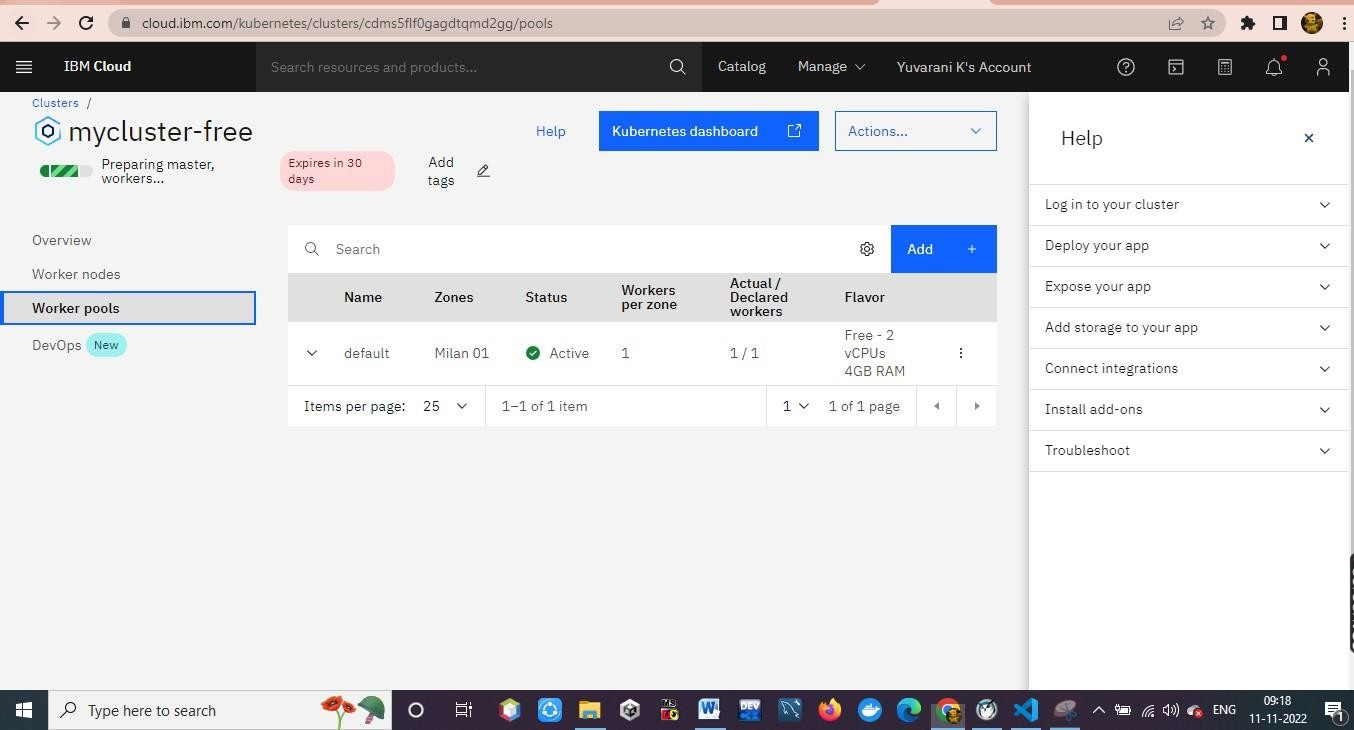 cloud.ibm.com/kubernetes/clusters/cdms5flf0gagdtqmd2gg/pools
IBM Cloud
Search resources and products...
Catalog
Manage
Yuvarani K's Account
Clusters /
mycluster-free
Help
Kubernetes dashboard
Actions...
Preparing master,
workers...
Expires in 30
days
Add
tags
Overview
Worker nodes
Worker pools
DevOps New
Search
Add +
Name
Zones
Status
Workers
per zone
Actual /
Declared
workers
Flavor
default
Milan 01
Active
1
1 / 1
Free - 2
vCPUs
4GB RAM
Items per page: 25
1–1 of 1 item
1
1 of 1 page
Help
Log in to your cluster
Deploy your app
Expose your app
Add storage to your app
Connect integrations
Install add-ons
Troubleshoot
Type here to search
DEV
ENG
09:18
11-11-2022
1